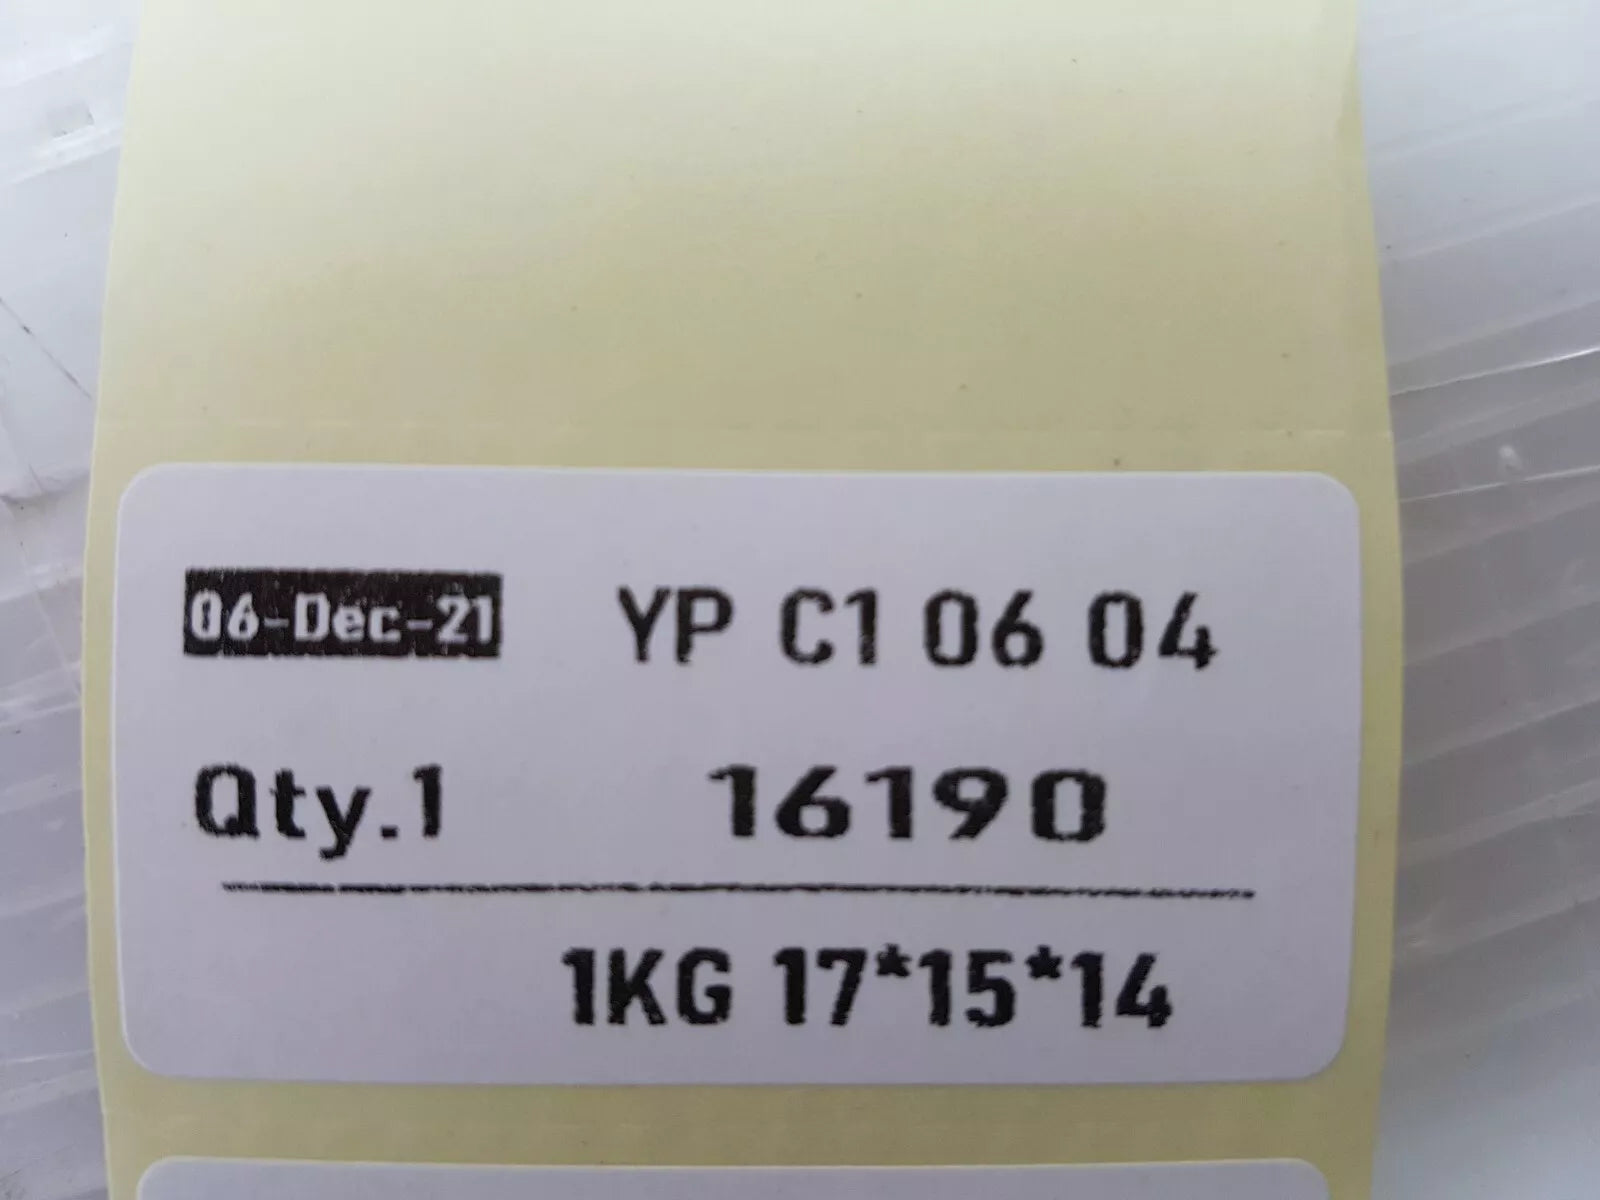 06-Dec-21 YP C1 06 04
Qty.1 16190
1KG 17*15*14